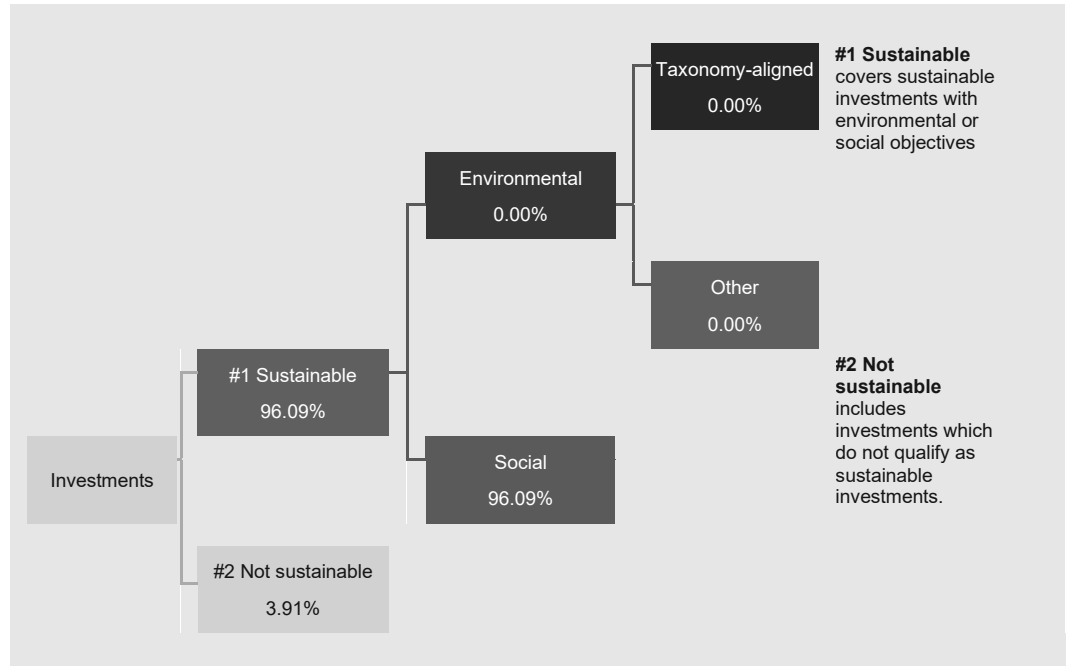 Taxonomy-aligned
0.00%
#1 Sustainable
covers sustainable
investments with
environmental or
social objectives
Environmental
0.00%
Other
0.00%
#1 Sustainable
96.09%
#2 Not
sustainable
includes
investments which
do not qualify as
sustainable
investments.
Investments
Social
96.09%
#2 Not sustainable
3.91%